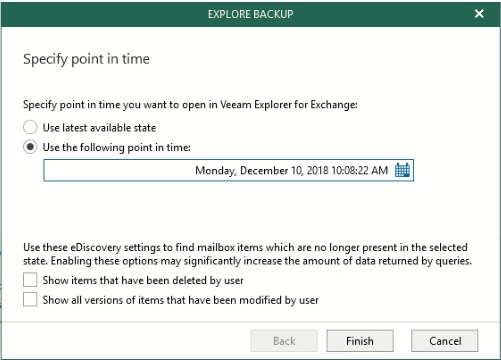 EXPLORE BACKUP
Specify point in time
Specify point in time you want to open in Veeam Explorer for Exchange:
Use latest available state
Use the following point in time:
Monday, December 10, 2018 10:08:22 AM
Use these eDiscovery settings to find mailbox items which are no longer present in the selected
state. Enabling these options may significantly increase the amount of data returned by queries.
Show items that have been deleted by user
Show all versions of items that have been modified by user
Back Finish Cancel